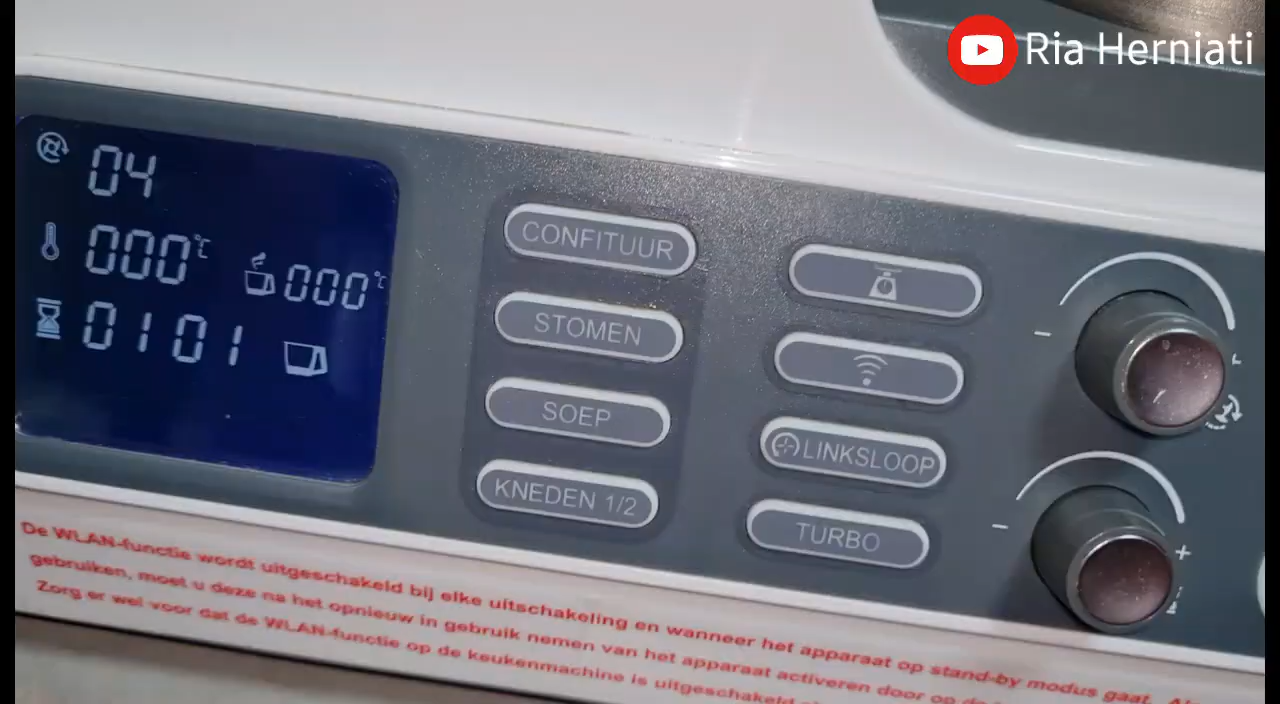 Ria Herniati
04
000°C
000°C
0101
CONFITUUR
STOMEN
SOEP
KNEDEN 1/2
LINKSLOOP
TURBO
−
−
+
De WLAN-functie wordt uitgeschakeld bij elke uitschakeling en wanneer het apparaat op stand-by modus gaat.
gebruiken, moet u deze na het opnieuw in gebruik nemen van het apparaat activeren door op de
Zorg er wel voor dat de WLAN-functie op de keukenmachine is uitgeschakeld